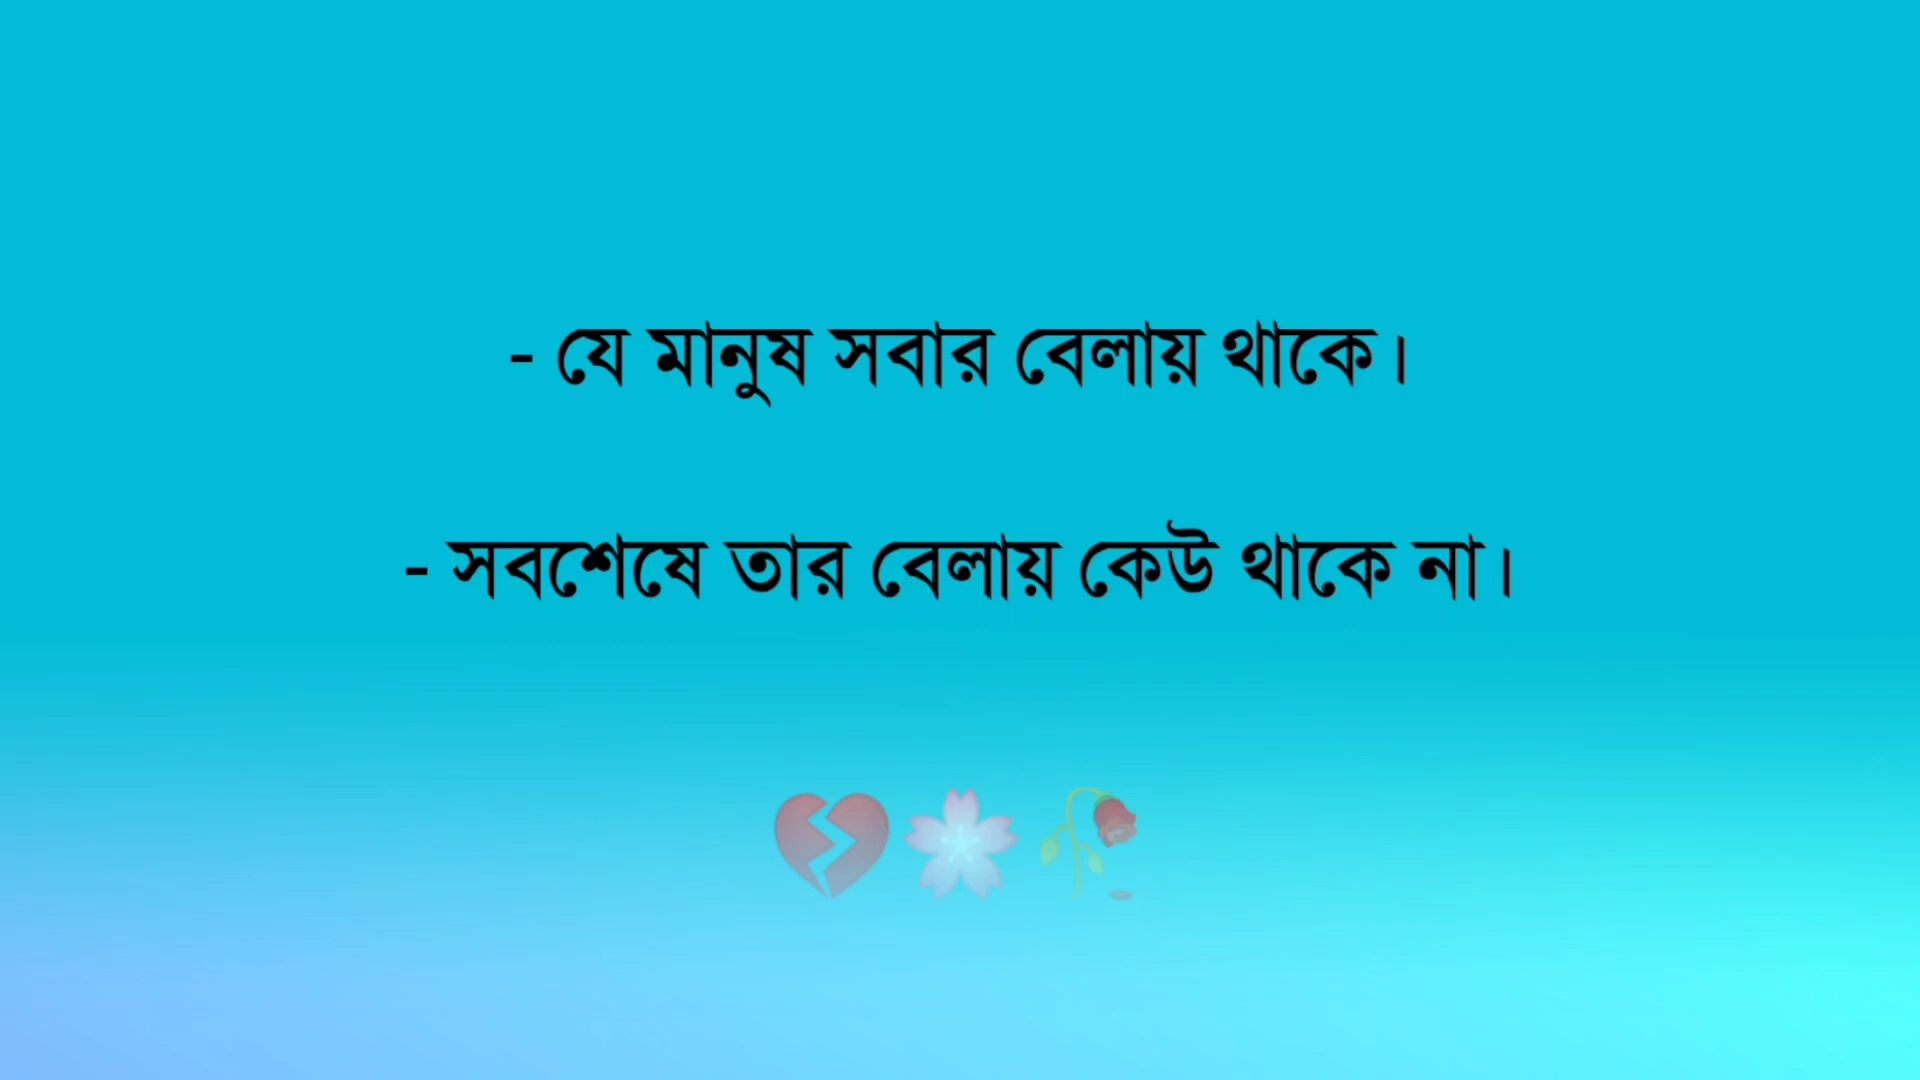 - যে মানুষ সবার বেলায় থাকে।
- সবশেষে তার বেলায় কেউ থাকে না।
💔🌸🥀